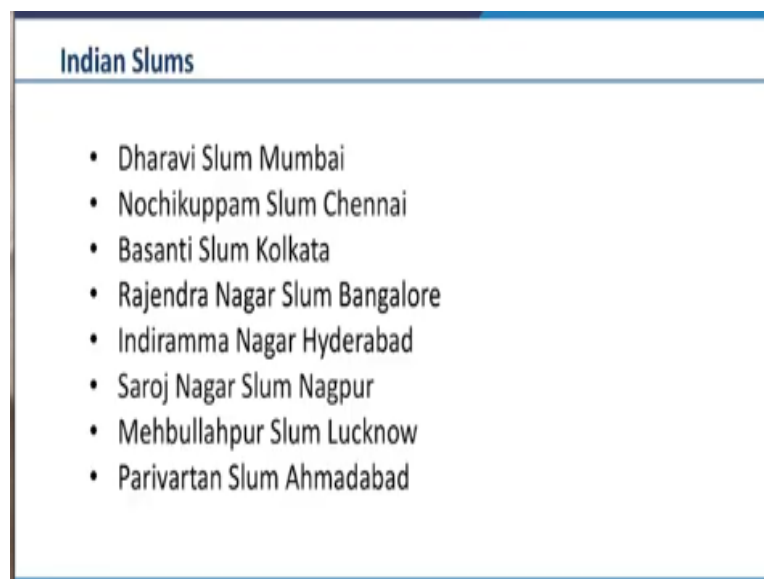 Indian Slums
• Dharavi Slum Mumbai
• Nochikuppam Slum Chennai
• Basanti Slum Kolkata
• Rajendra Nagar Slum Bangalore
• Indiramma Nagar Hyderabad
• Saroj Nagar Slum Nagpur
• Mehbullahpur Slum Lucknow
• Parivartan Slum Ahmadabad